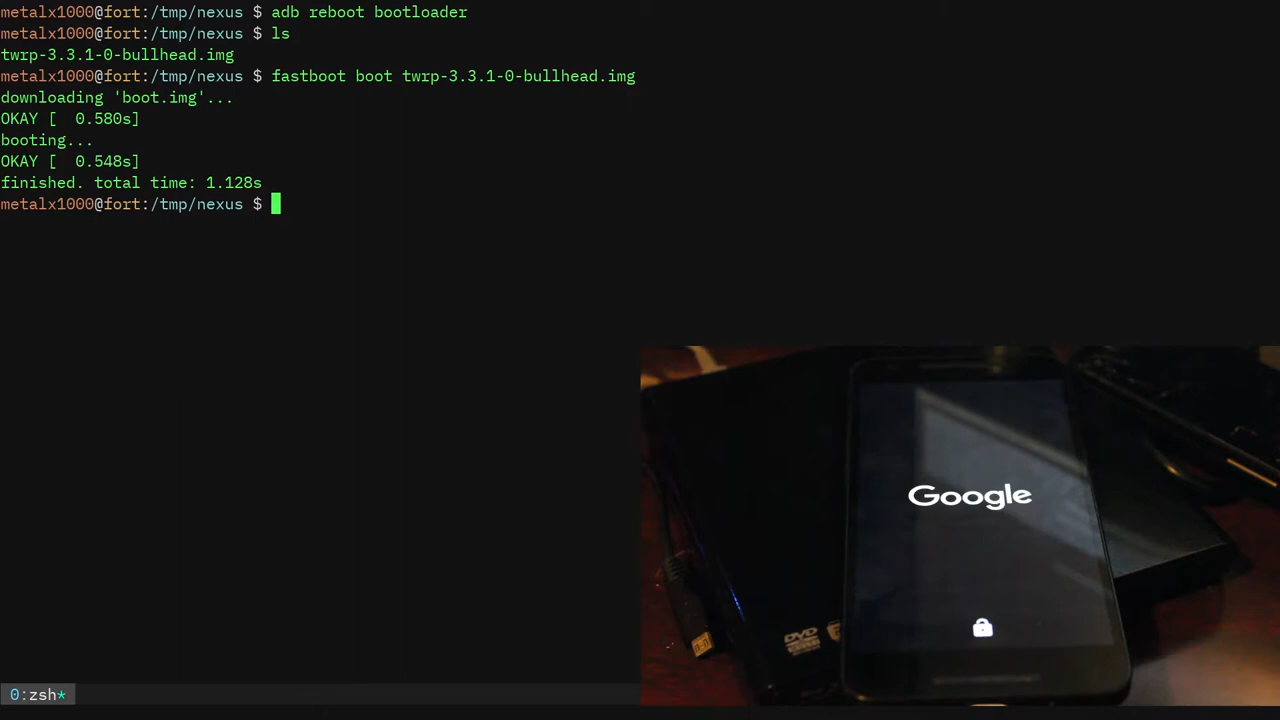 metalx1000@fort:/tmp/nexus $ adb reboot bootloader
metalx1000@fort:/tmp/nexus $ ls
twrp-3.3.1-0-bullhead.img
metalx1000@fort:/tmp/nexus $ fastboot boot twrp-3.3.1-0-bullhead.img
downloading 'boot.img'...
OKAY [  0.580s]
booting...
OKAY [  0.548s]
finished. total time: 1.128s
metalx1000@fort:/tmp/nexus $
Google
DVD
0:zsh*